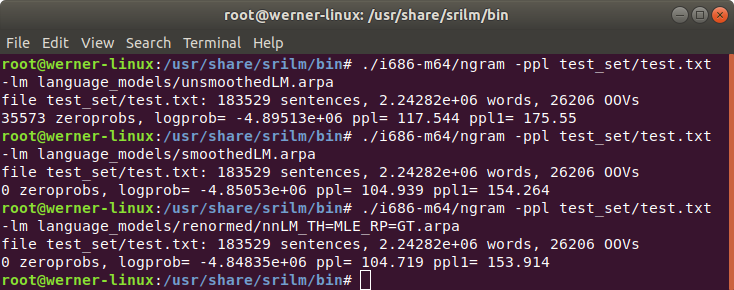 root@werner-linux: /usr/share/srilm/bin
File Edit View Search Terminal Help
root@werner-linux:/usr/share/srilm/bin# ./i686-m64/ngram -ppl test_set/test.txt
-lm language_models/unsmoothedLM.arpa
file test_set/test.txt: 183529 sentences, 2.24282e+06 words, 26206 OOVs
35573 zeroprobs, logprob= -4.89513e+06 ppl= 117.544 ppl1= 175.55
root@werner-linux:/usr/share/srilm/bin# ./i686-m64/ngram -ppl test_set/test.txt
-lm language_models/smoothedLM.arpa
file test_set/test.txt: 183529 sentences, 2.24282e+06 words, 26206 OOVs
0 zeroprobs, logprob= -4.85053e+06 ppl= 104.939 ppl1= 154.264
root@werner-linux:/usr/share/srilm/bin# ./i686-m64/ngram -ppl test_set/test.txt
-lm language_models/renormed/nnLM_TH=MLE_RP=GT.arpa
file test_set/test.txt: 183529 sentences, 2.24282e+06 words, 26206 OOVs
0 zeroprobs, logprob= -4.84835e+06 ppl= 104.719 ppl1= 153.914
root@werner-linux:/usr/share/srilm/bin#